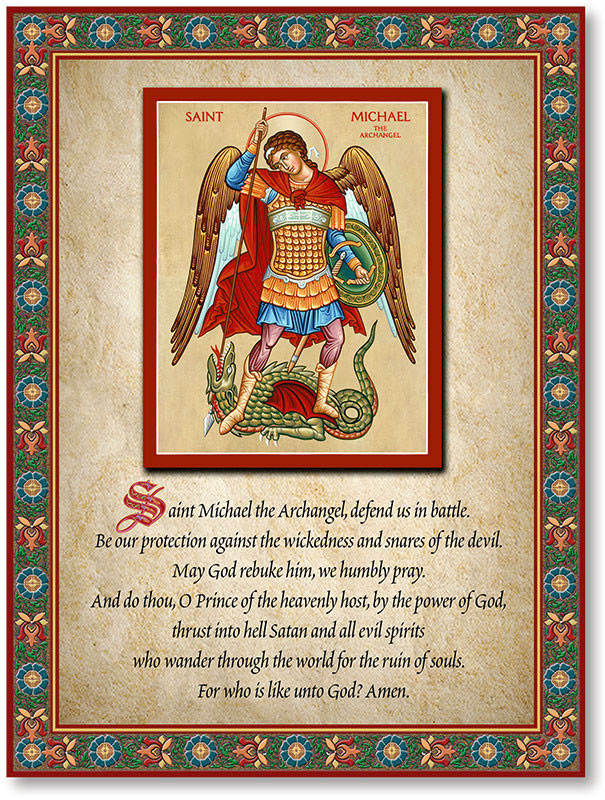 SAINT MICHAEL
THE
ARCHANGEL
Saint Michael the Archangel, defend us in battle.
Be our protection against the wickedness and snares of the devil.
May God rebuke him, we humbly pray.
And do thou, O Prince of the heavenly host, by the power of God,
thrust into hell Satan and all evil spirits
who wander through the world for the ruin of souls.
For who is like unto God? Amen.